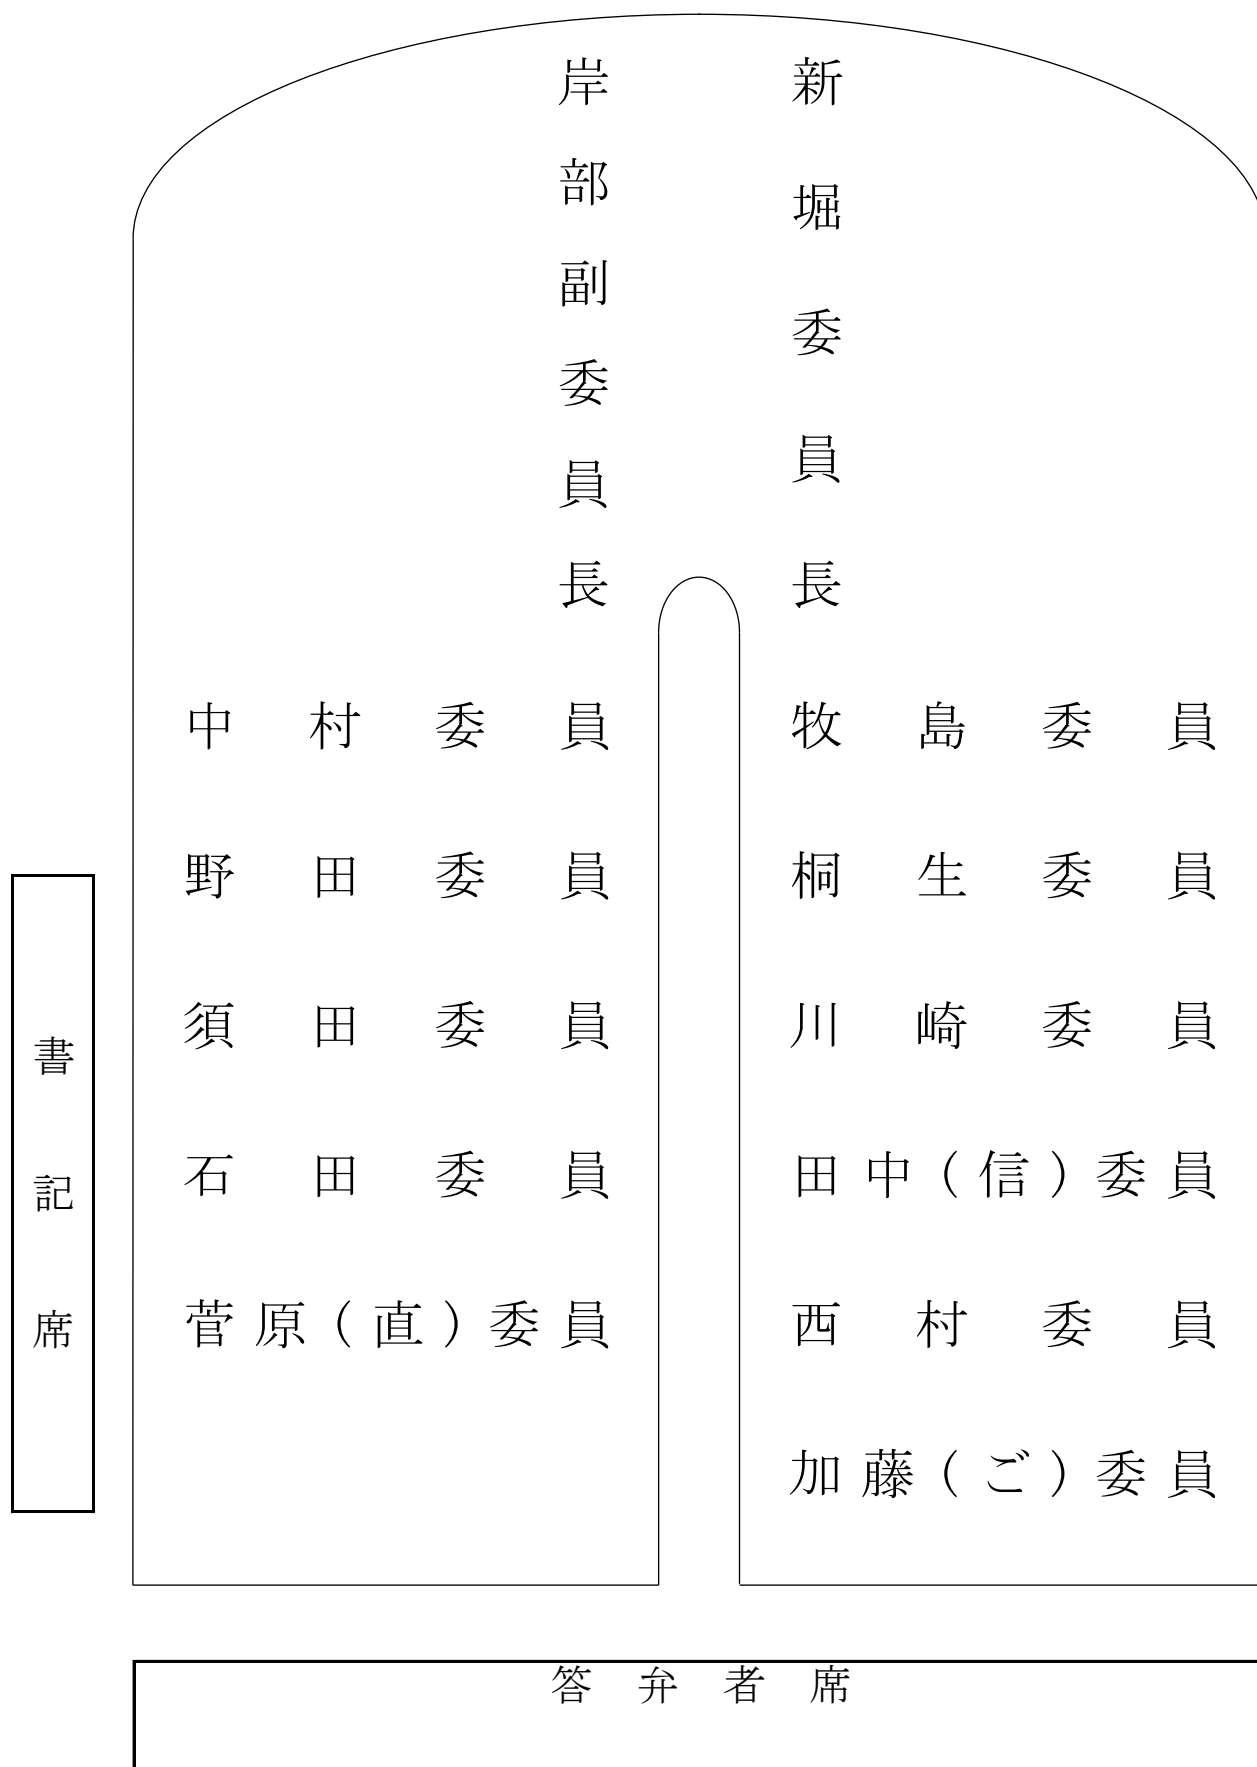 新堀委員長
岸部副委員長
中村委員
牧島委員
野田委員
桐生委員
須田委員
川崎委員
石田委員
田中(信)委員
菅原(直)委員
西村委員
加藤(ご)委員
書記席
答弁者席